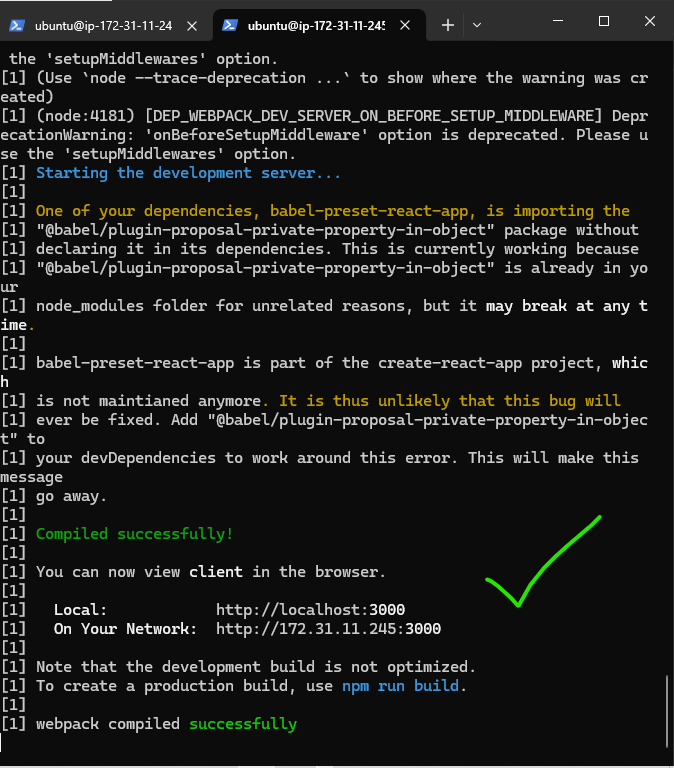 ubuntu@ip-172-31-11-24
ubuntu@ip-172-31-11-245
the 'setupMiddlewares' option.
[1] (Use `node --trace-deprecation ...` to show where the warning was cr
eated)
[1] (node:4181) [DEP_WEBPACK_DEV_SERVER_ON_BEFORE_SETUP_MIDDLEWARE] Depr
ecationWarning: 'onBeforeSetupMiddleware' option is deprecated. Please u
se the 'setupMiddlewares' option.
[1] Starting the development server...
[1]
[1] One of your dependencies, babel-preset-react-app, is importing the
[1] "@babel/plugin-proposal-private-property-in-object" package without
[1] declaring it in its dependencies. This is currently working because
[1] "@babel/plugin-proposal-private-property-in-object" is already in yo
ur
[1] node_modules folder for unrelated reasons, but it may break at any t
ime.
[1]
[1] babel-preset-react-app is part of the create-react-app project, whic
h
[1] is not maintianed anymore. It is thus unlikely that this bug will
[1] ever be fixed. Add "@babel/plugin-proposal-private-property-in-objec
t" to
[1] your devDependencies to work around this error. This will make this
message
[1] go away.
[1]
[1] Compiled successfully!
[1]
[1] You can now view client in the browser.
[1]
[1] Local: http://localhost:3000
[1] On Your Network: http://172.31.11.245:3000
[1]
[1] Note that the development build is not optimized.
[1] To create a production build, use npm run build.
[1]
[1] webpack compiled successfully